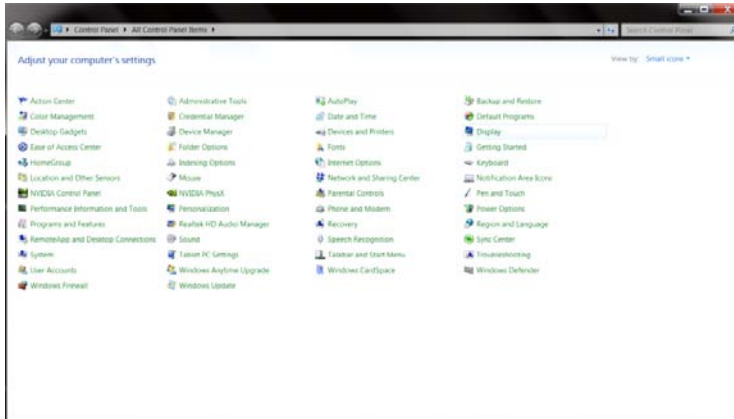 Control Panel ▸ All Control Panel Items ▸
Search Control Panel
Adjust your computer's settings
View by: Small icons
Action Center
Administrative Tools
AutoPlay
Backup and Restore
Color Management
Credential Manager
Date and Time
Default Programs
Desktop Gadgets
Device Manager
Devices and Printers
Display
Ease of Access Center
Folder Options
Fonts
Getting Started
HomeGroup
Indexing Options
Internet Options
Keyboard
Location and Other Sensors
Mouse
Network and Sharing Center
Notification Area Icons
NVIDIA Control Panel
NVIDIA PhysX
Parental Controls
Pen and Touch
Performance Information and Tools
Personalization
Phone and Modem
Power Options
Programs and Features
Realtek HD Audio Manager
Recovery
Region and Language
RemoteApp and Desktop Connections
Sound
Speech Recognition
Sync Center
System
Tablet PC Settings
Taskbar and Start Menu
Troubleshooting
User Accounts
Windows Anytime Upgrade
Windows CardSpace
Windows Defender
Windows Firewall
Windows Update